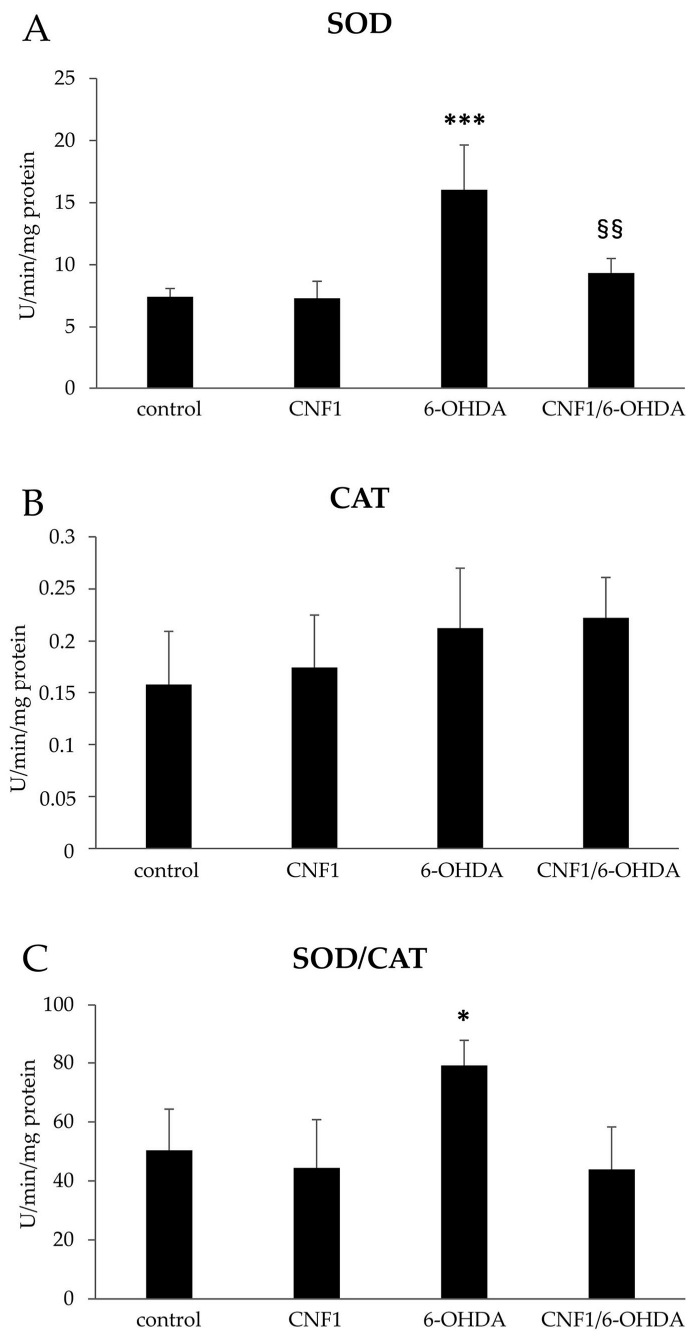 A
SOD
U/min/mg protein
25
20
15
10
5
0
***
§§
control CNF1 6-OHDA CNF1/6-OHDA
B
CAT
U/min/mg protein
0.3
0.25
0.2
0.15
0.1
0.05
0
control CNF1 6-OHDA CNF1/6-OHDA
C
SOD/CAT
U/min/mg protein
100
80
60
40
20
0
*
control CNF1 6-OHDA CNF1/6-OHDA